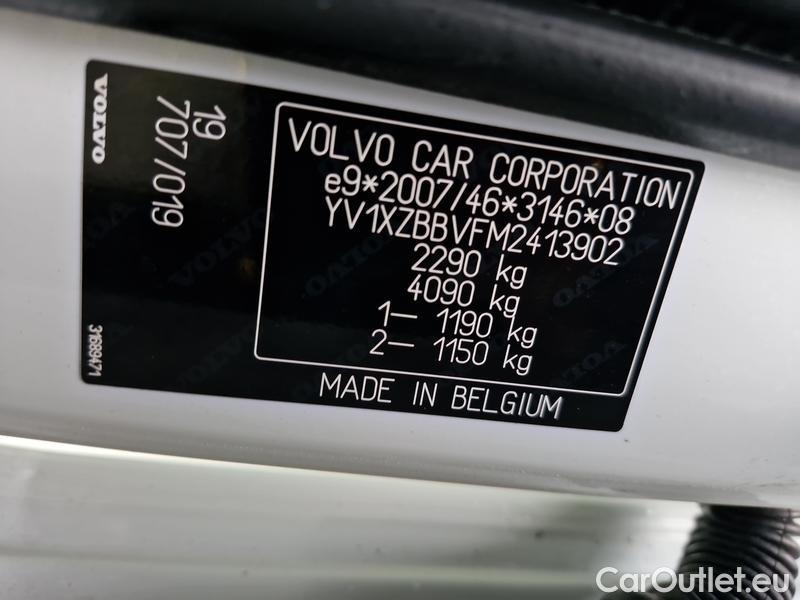 VOLVO
19
707/019
31689471
VOLVO CAR CORPORATION
e9*2007/46*3146*08
YV1XZBBVFM2413902
2290 kg
4090 kg
1– 1190 kg
2– 1150 kg
MADE IN BELGIUM
CarOutlet.eu